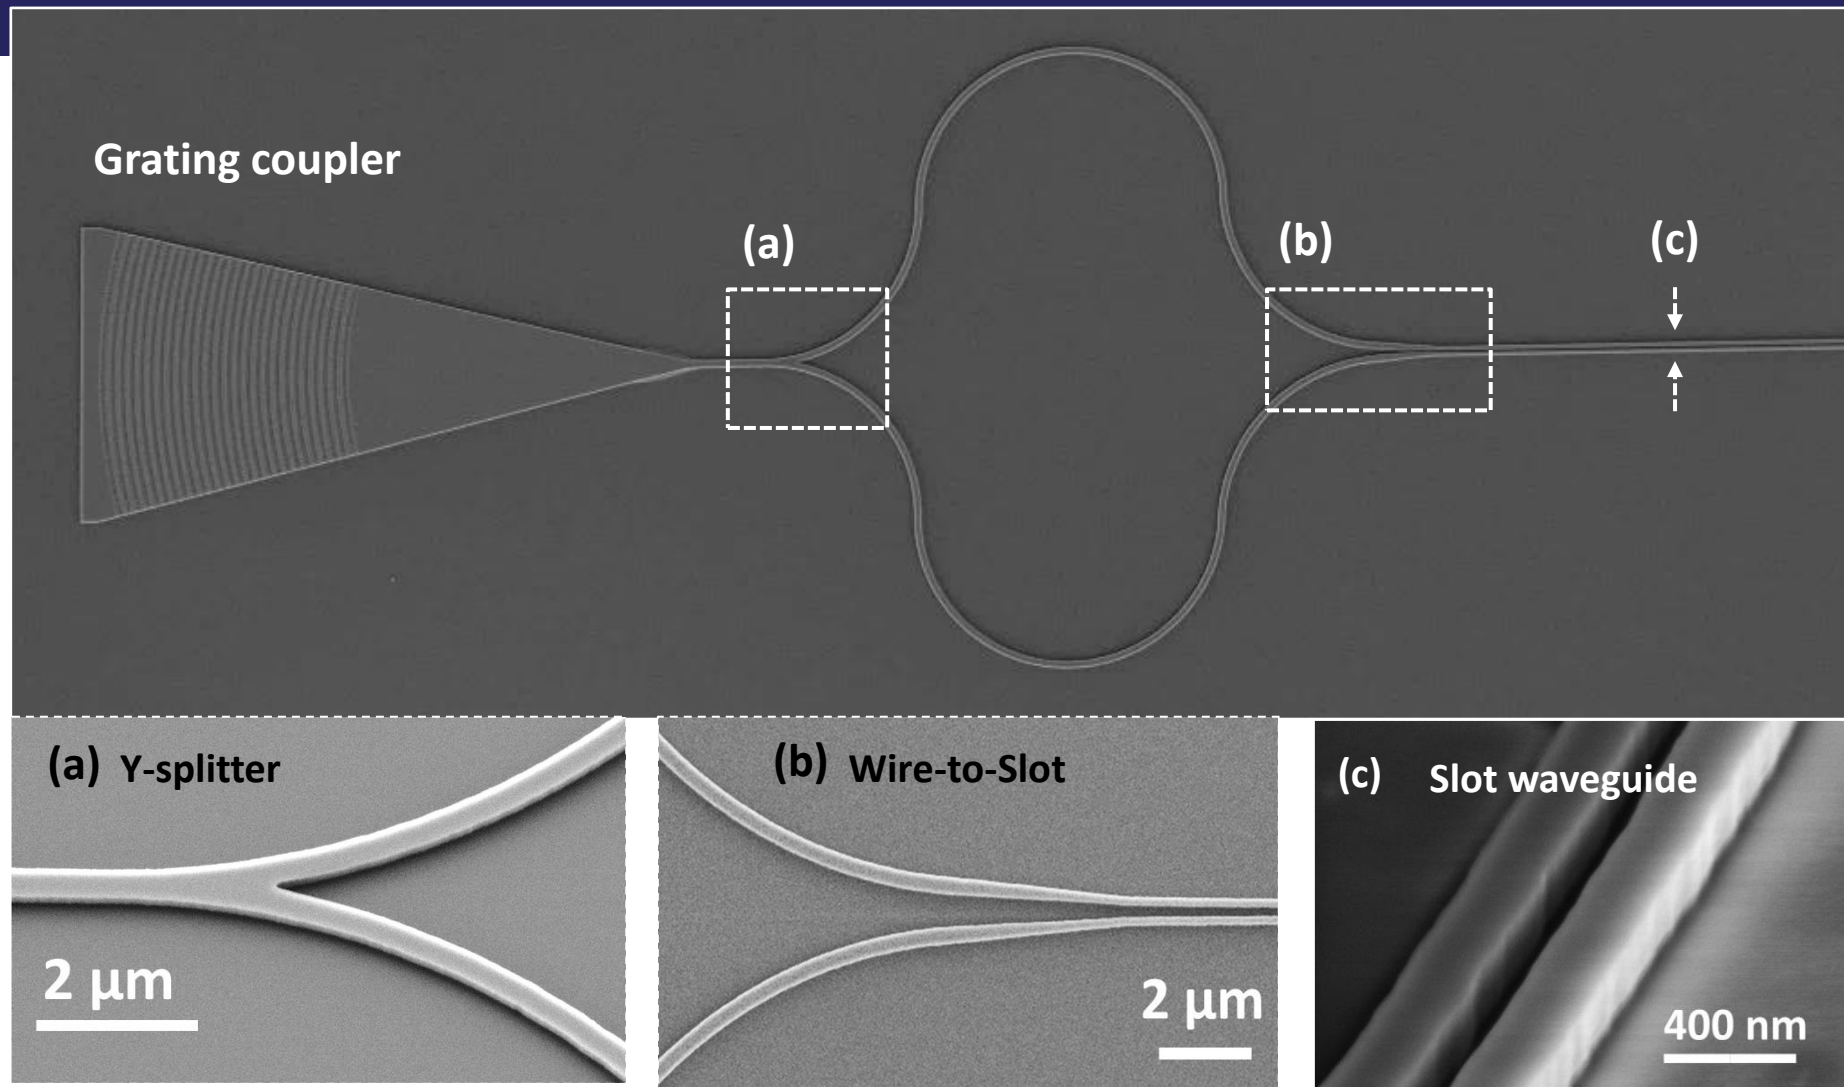 Grating coupler
(a)
(b)
(c)
(a) Y-splitter
2 μm
(b) Wire-to-Slot
2 μm
(c) Slot waveguide
400 nm